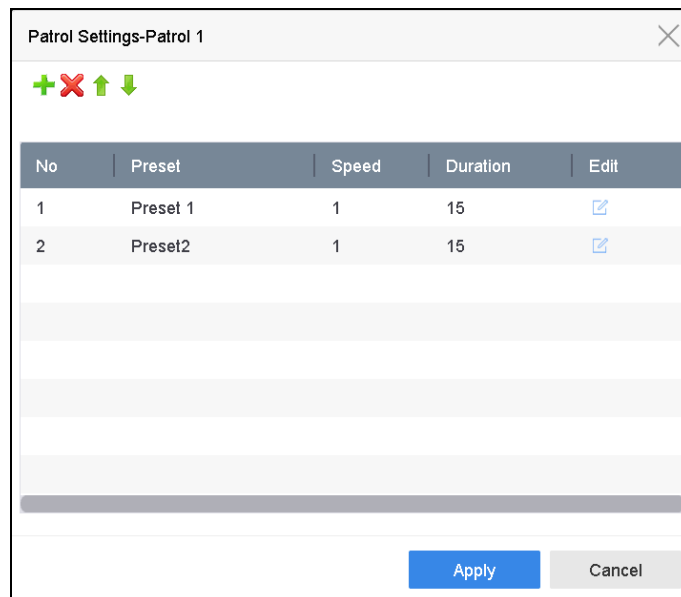 Patrol Settings-Patrol 1
No Preset Speed Duration Edit
1 Preset 1 1 15
2 Preset2 1 15
Apply Cancel